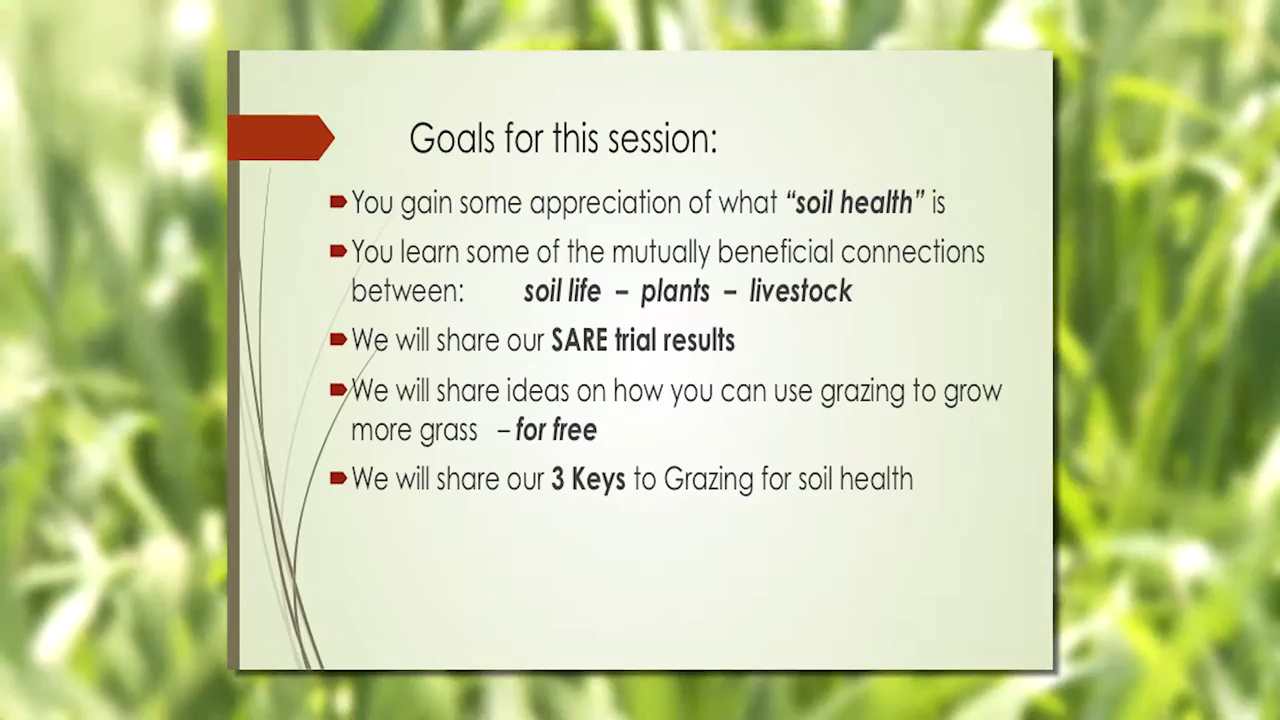 Goals for this session:
You gain some appreciation of what “soil health” is
You learn some of the mutually beneficial connections
between: soil life – plants – livestock
We will share our SARE trial results
We will share ideas on how you can use grazing to grow
more grass – for free
We will share our 3 Keys to Grazing for soil health